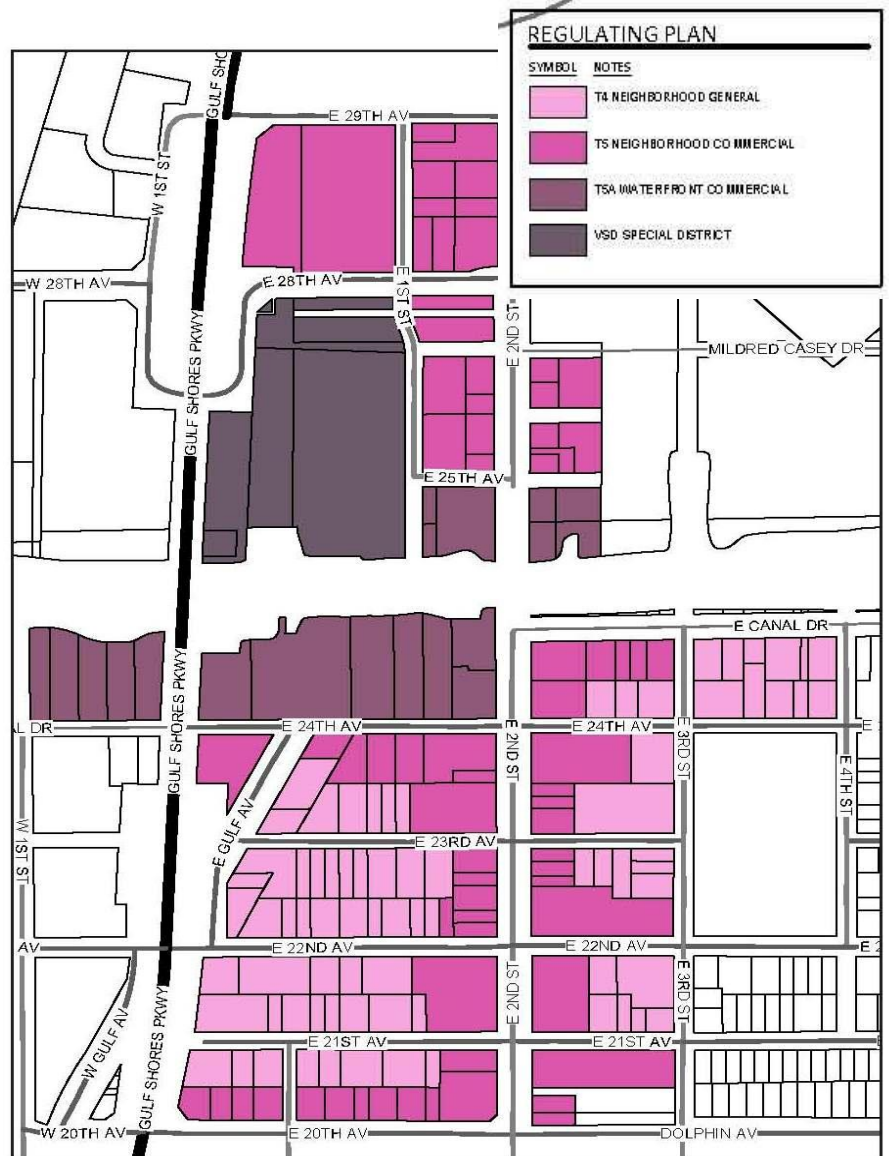 REGULATING PLAN
SYMBOL NOTES
T4 NEIGHBORHOOD GENERAL
T5 NEIGHBORHOOD COMMERCIAL
T5A WATERFRONT COMMERCIAL
VSD SPECIAL DISTRICT
GULF SHO
E 29TH AV
W 1ST ST
W 28TH AV
E 28TH AV
E 1ST ST
E 2ND ST
GULF SHORES PKWY
MILDRED CASEY DR
E 25TH AV
E CANAL DR
GULF SHORES PKWY
L DR
E 24TH AV
E 2ND ST
E 24TH AV
E 3RD ST
E
E 4TH ST
W 1ST ST
E GULF AV
E 23RD AV
AV
E 22ND AV
E 22ND AV
E 2
E 2ND ST
E 3RD ST
W GULF AV
GULF SHORES PKWY
E 21ST AV
E 21ST AV
W 20TH AV
E 20TH AV
DOLPHIN AV